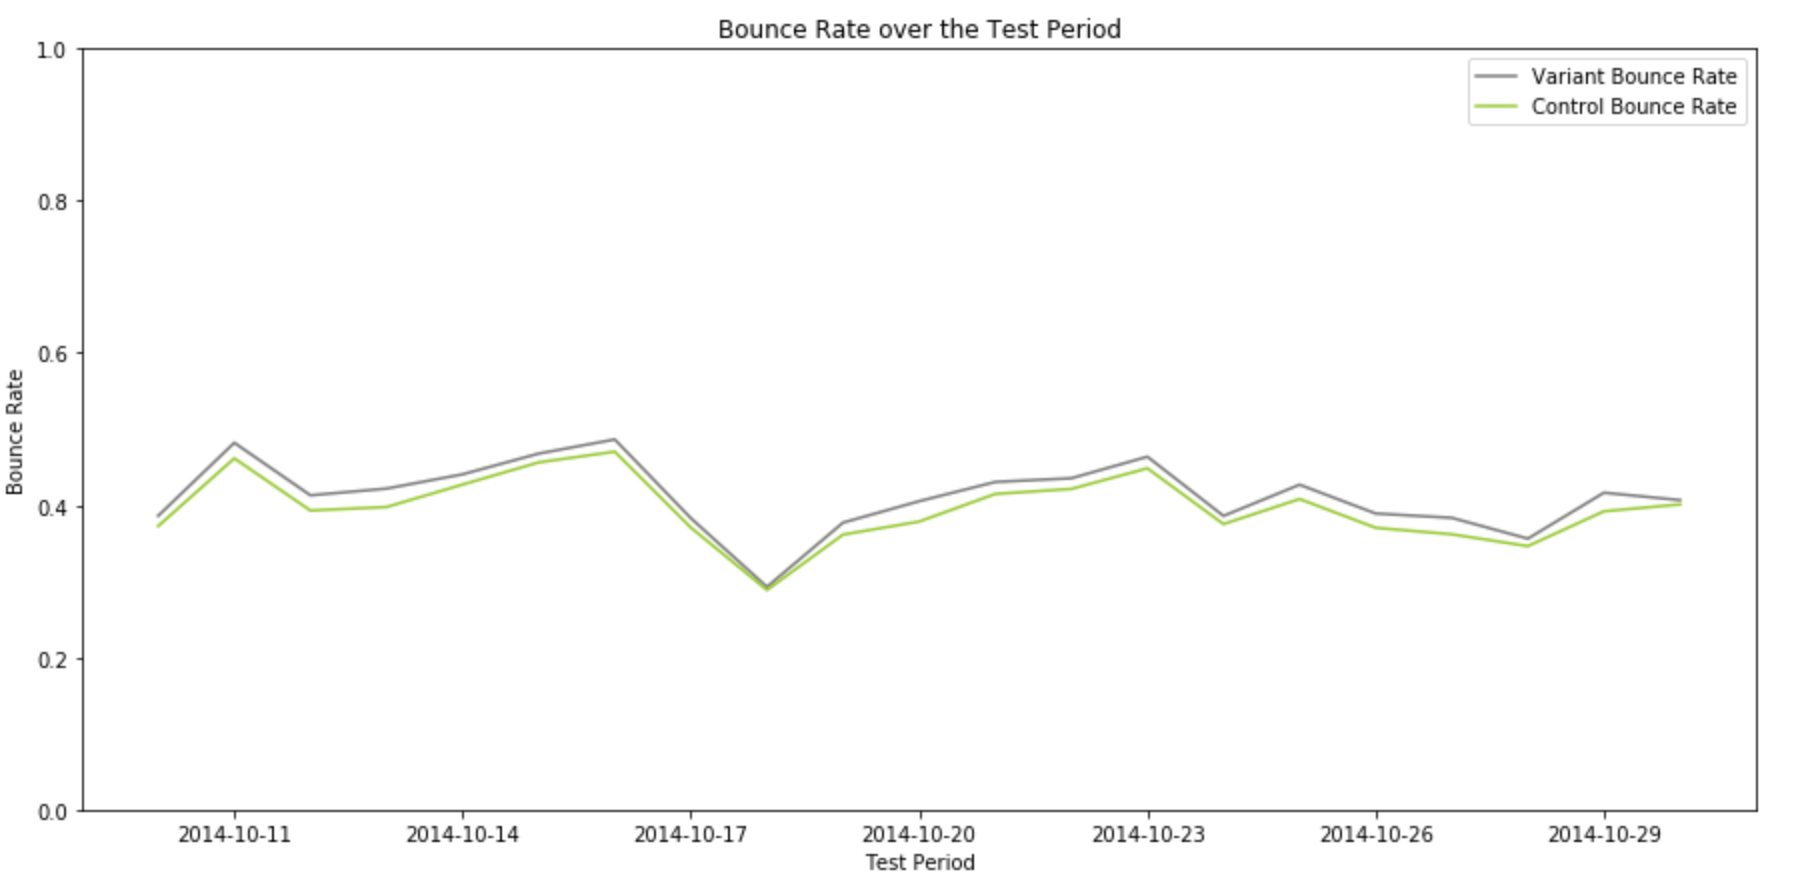 Bounce Rate over the Test Period
1.0
Variant Bounce Rate
Control Bounce Rate
0.8
0.6
0.4
0.2
0.0
Bounce Rate
2014-10-11 2014-10-14 2014-10-17 2014-10-20 2014-10-23 2014-10-26 2014-10-29
Test Period